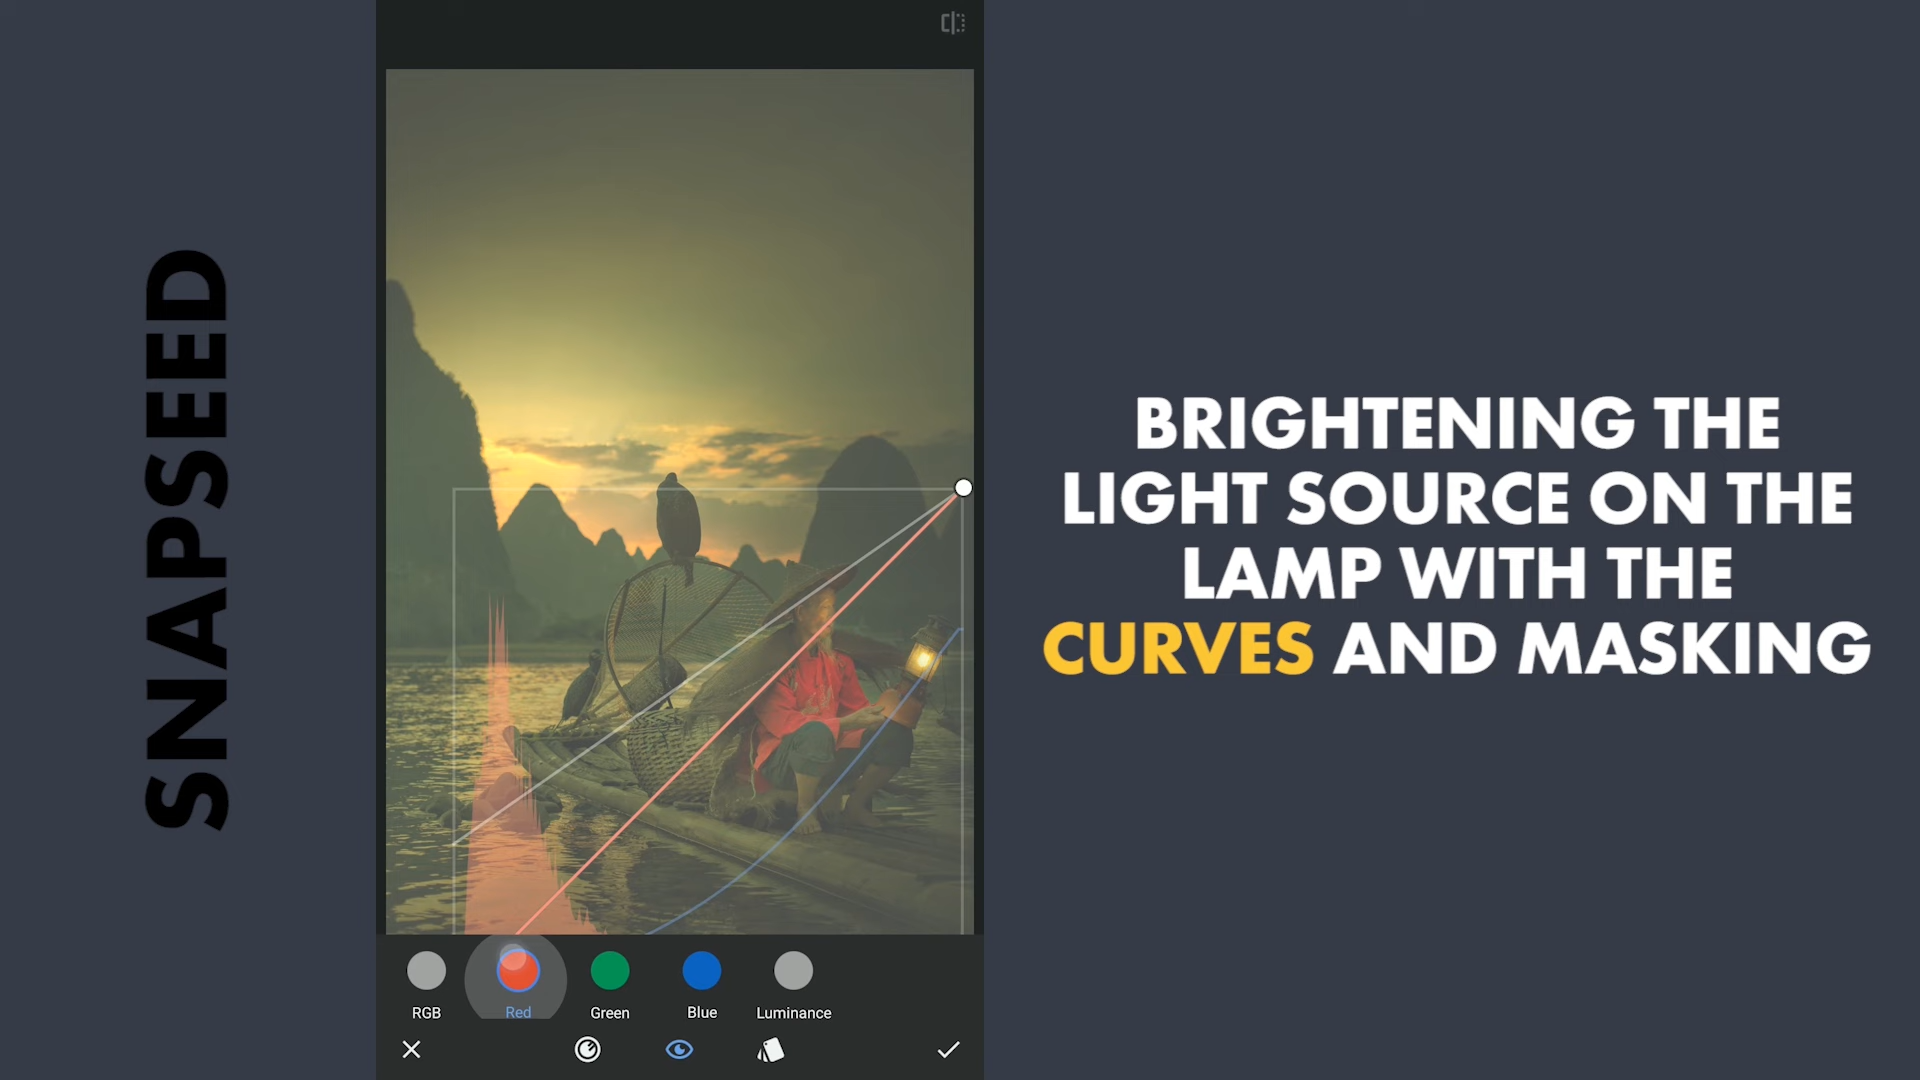 SNAPSEED
BRIGHTENING THE
LIGHT SOURCE ON THE
LAMP WITH THE
CURVES AND MASKING
RGB
Red
Green
Blue
Luminance